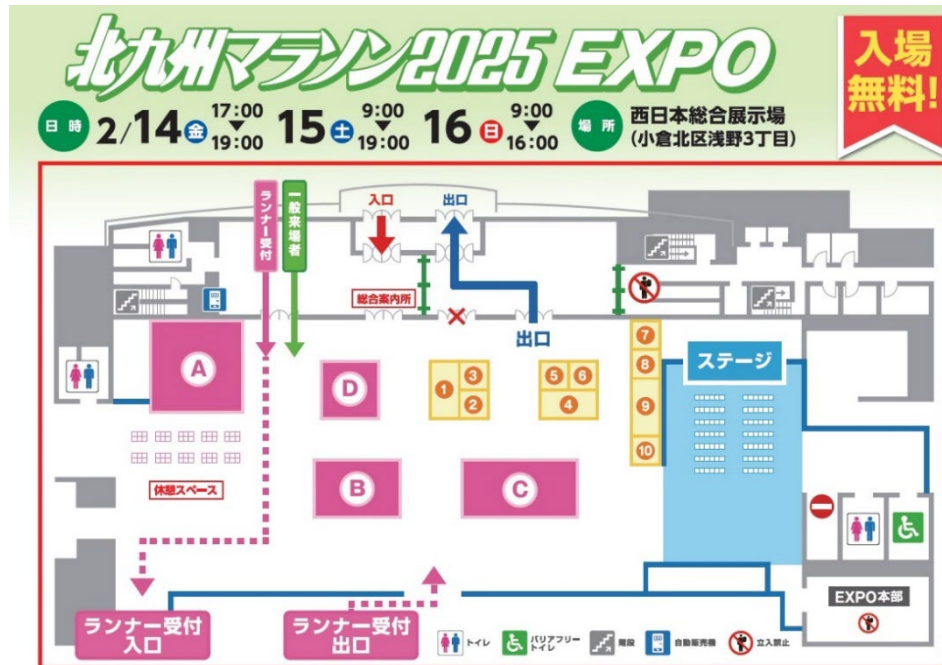 北九州マラソン2025 EXPO
入場
無料!
日時 2/14金 17:00▼19:00 15土 9:00▼19:00 16日 9:00▼16:00
場所 西日本総合展示場
(小倉北区浅野3丁目)
ランナー受付
一般来場者
入口
出口
総合案内所
出口
A
D
1
3
2
5
6
4
7
8
9
10
ステージ
B
C
休憩スペース
ランナー受付
入口
ランナー受付
出口
EXPO本部
トイレ
バリアフリー
トイレ
階段
自動販売機
立入禁止